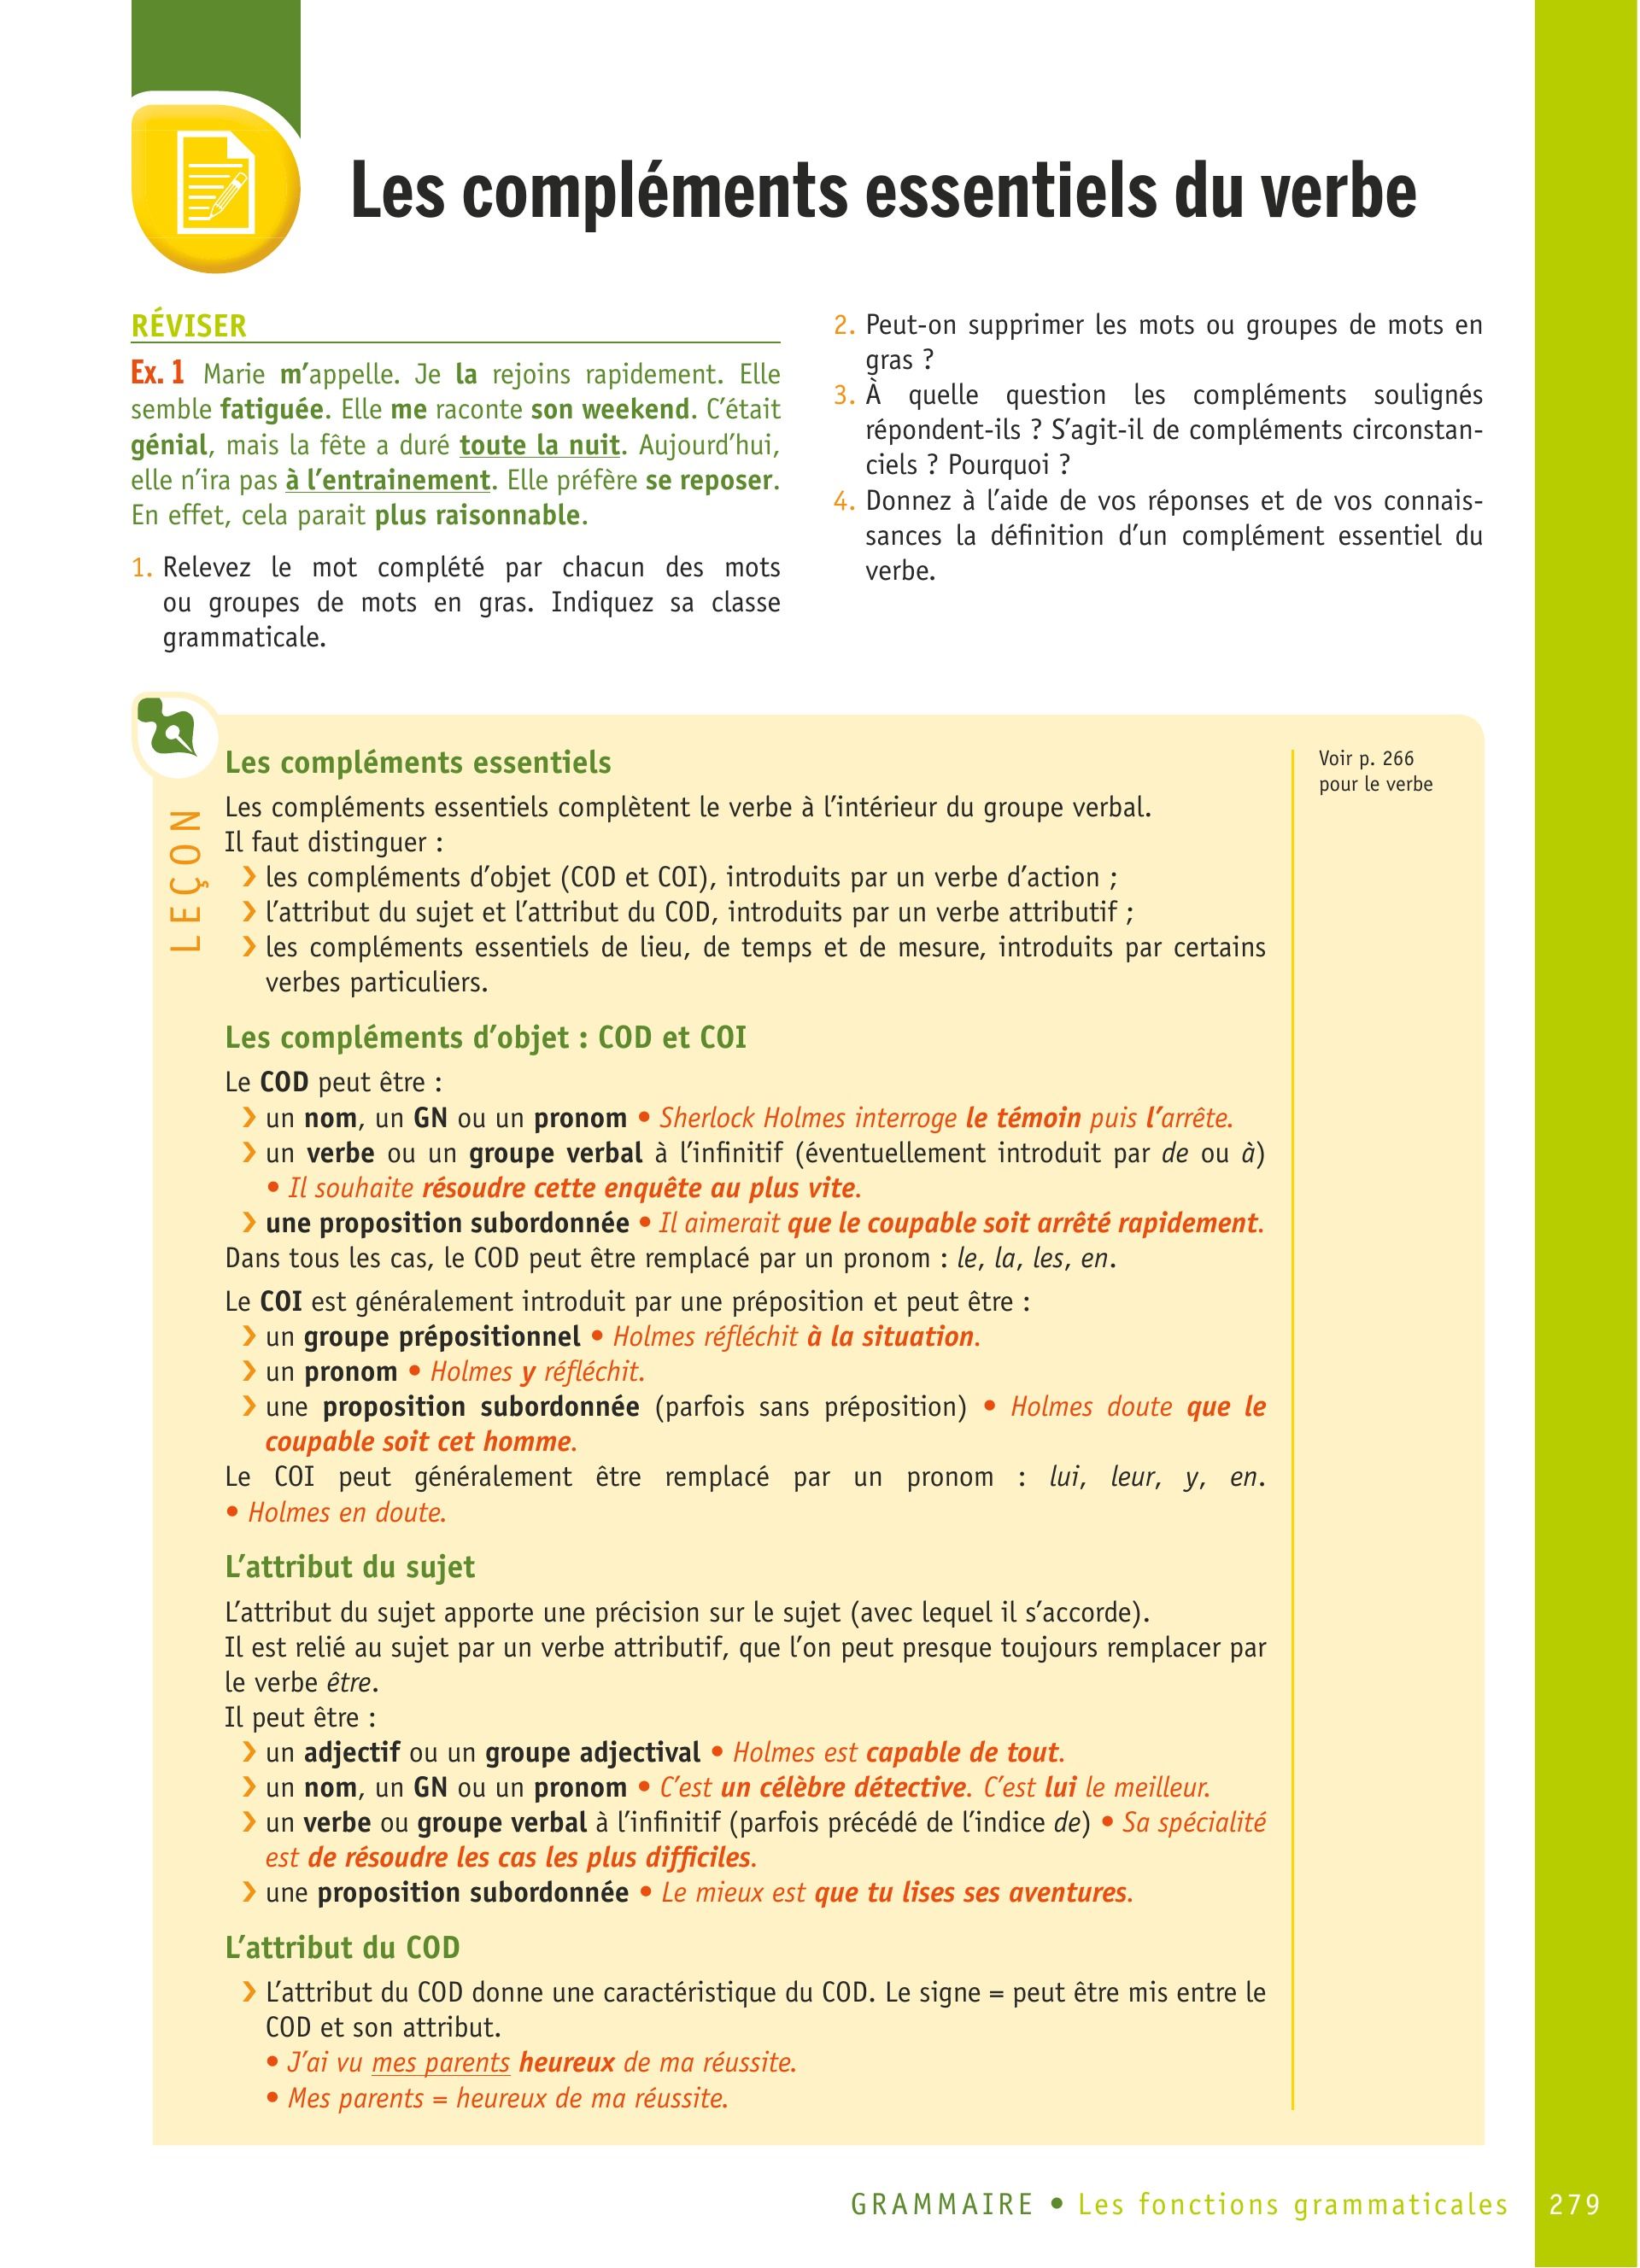 Les compléments essentiels du verbe
RÉVISER
Ex. 1 Marie m’appelle. Je la rejoins rapidement. Elle
semble fatiguée. Elle me raconte son weekend. C’était
génial, mais la fête a duré toute la nuit. Aujourd’hui,
elle n’ira pas à l’entrainement. Elle préfère se reposer.
En effet, cela parait plus raisonnable.
1. Relevez le mot complété par chacun des mots
ou groupes de mots en gras. Indiquez sa classe
grammaticale.
2. Peut-on supprimer les mots ou groupes de mots en
gras ?
3. À quelle question les compléments soulignés
répondent-ils ? S’agit-il de compléments circonstan-
ciels ? Pourquoi ?
4. Donnez à l’aide de vos réponses et de vos connais-
sances la définition d’un complément essentiel du
verbe.
LEÇON
Les compléments essentiels
Les compléments essentiels complètent le verbe à l’intérieur du groupe verbal.
Il faut distinguer :
❯ les compléments d’objet (COD et COI), introduits par un verbe d’action ;
❯ l’attribut du sujet et l’attribut du COD, introduits par un verbe attributif ;
❯ les compléments essentiels de lieu, de temps et de mesure, introduits par certains
verbes particuliers.
Les compléments d’objet : COD et COI
Le COD peut être :
❯ un nom, un GN ou un pronom • Sherlock Holmes interroge le témoin puis l’arrête.
❯ un verbe ou un groupe verbal à l’infinitif (éventuellement introduit par de ou à)
• Il souhaite résoudre cette enquête au plus vite.
❯ une proposition subordonnée • Il aimerait que le coupable soit arrêté rapidement.
Dans tous les cas, le COD peut être remplacé par un pronom : le, la, les, en.
Le COI est généralement introduit par une préposition et peut être :
❯ un groupe prépositionnel • Holmes réfléchit à la situation.
❯ un pronom • Holmes y réfléchit.
❯ une proposition subordonnée (parfois sans préposition) • Holmes doute que le
coupable soit cet homme.
Le COI peut généralement être remplacé par un pronom : lui, leur, y, en.
• Holmes en doute.
L’attribut du sujet
L’attribut du sujet apporte une précision sur le sujet (avec lequel il s’accorde).
Il est relié au sujet par un verbe attributif, que l’on peut presque toujours remplacer par
le verbe être.
Il peut être :
❯ un adjectif ou un groupe adjectival • Holmes est capable de tout.
❯ un nom, un GN ou un pronom • C’est un célèbre détective. C’est lui le meilleur.
❯ un verbe ou groupe verbal à l’infinitif (parfois précédé de l’indice de) • Sa spécialité
est de résoudre les cas les plus difficiles.
❯ une proposition subordonnée • Le mieux est que tu lises ses aventures.
L’attribut du COD
❯ L’attribut du COD donne une caractéristique du COD. Le signe = peut être mis entre le
COD et son attribut.
• J’ai vu mes parents heureux de ma réussite.
• Mes parents = heureux de ma réussite.
Voir p. 266
pour le verbe
GRAMMAIRE • Les fonctions grammaticales 279